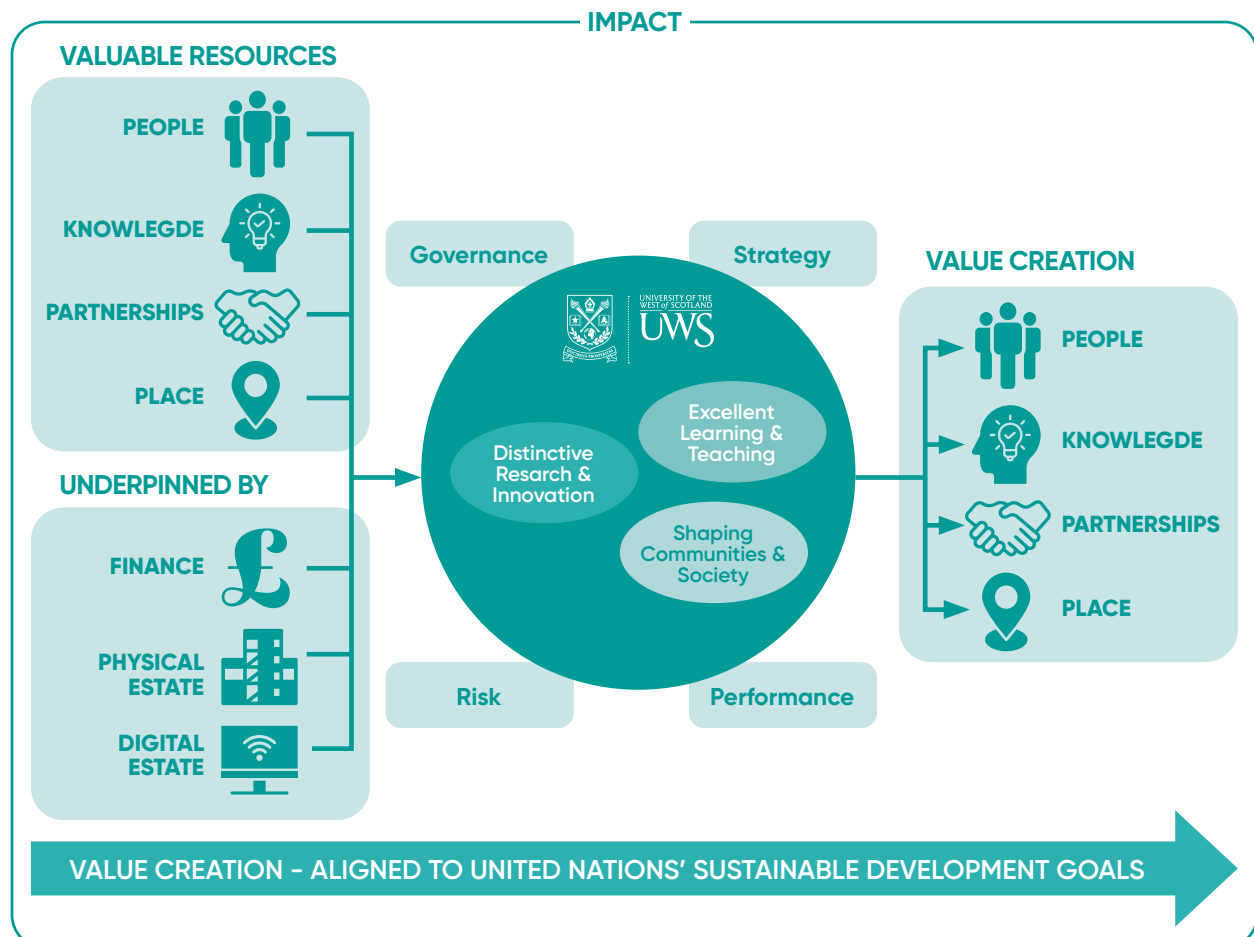 IMPACT
VALUABLE RESOURCES
PEOPLE
KNOWLEGDE
PARTNERSHIPS
PLACE
UNDERPINNED BY
FINANCE
PHYSICAL
ESTATE
DIGITAL
ESTATE
Governance
Strategy
UNIVERSITY OF THE
WEST of SCOTLAND
UWS
Distinctive
Resarch &
Innovation
Excellent
Learning &
Teaching
Shaping
Communities &
Society
Risk
Performance
VALUE CREATION
PEOPLE
KNOWLEGDE
PARTNERSHIPS
PLACE
VALUE CREATION - ALIGNED TO UNITED NATIONS' SUSTAINABLE DEVELOPMENT GOALS